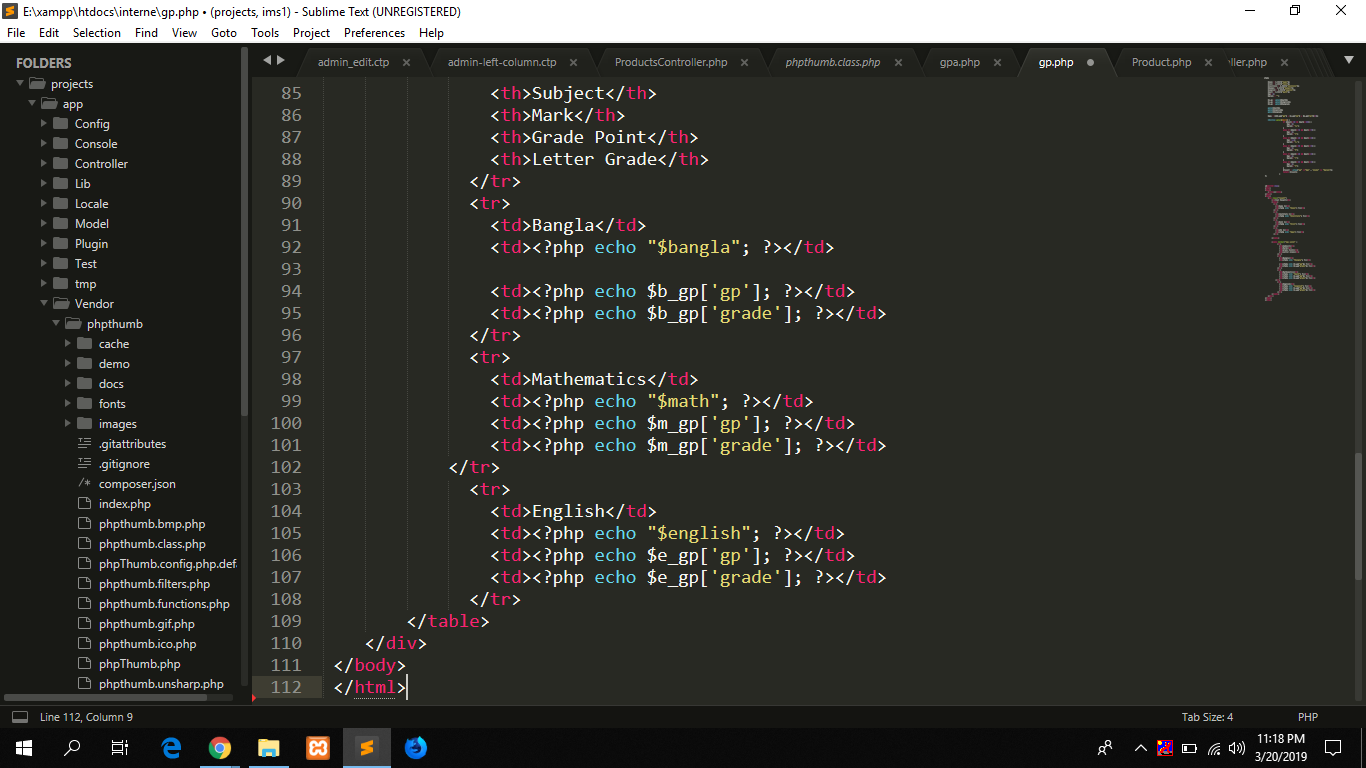 E:\xampp\htdocs\interne\gp.php • (projects, ims1) - Sublime Text (UNREGISTERED)
File Edit Selection Find View Goto Tools Project Preferences Help
FOLDERS
projects
app
Config
Console
Controller
Lib
Locale
Model
Plugin
Test
tmp
Vendor
phpthumb
cache
demo
docs
fonts
images
.gitattributes
.gitignore
/* composer.json
index.php
phpthumb.bmp.php
phpthumb.class.php
phpThumb.config.php.defa
phpthumb.filters.php
phpthumb.functions.php
phpthumb.gif.php
phpthumb.ico.php
phpThumb.php
phpthumb.unsharp.php
admin_edit.ctp × admin-left-column.ctp × ProductsController.php × phpthumb.class.php × gpa.php × gp.php ● Product.php × ller.php ×
85 <th>Subject</th>
86 <th>Mark</th>
87 <th>Grade Point</th>
88 <th>Letter Grade</th>
89 </tr>
90 <tr>
91 <td>Bangla</td>
92 <td><?php echo "$bangla"; ?></td>
93
94 <td><?php echo $b_gp['gp']; ?></td>
95 <td><?php echo $b_gp['grade']; ?></td>
96 </tr>
97 <tr>
98 <td>Mathematics</td>
99 <td><?php echo "$math"; ?></td>
100 <td><?php echo $m_gp['gp']; ?></td>
101 <td><?php echo $m_gp['grade']; ?></td>
102 </tr>
103 <tr>
104 <td>English</td>
105 <td><?php echo "$english"; ?></td>
106 <td><?php echo $e_gp['gp']; ?></td>
107 <td><?php echo $e_gp['grade']; ?></td>
108 </tr>
109 </table>
110 </div>
111 </body>
112 </html>
Line 112, Column 9 Tab Size: 4 PHP
11:18 PM
3/20/2019